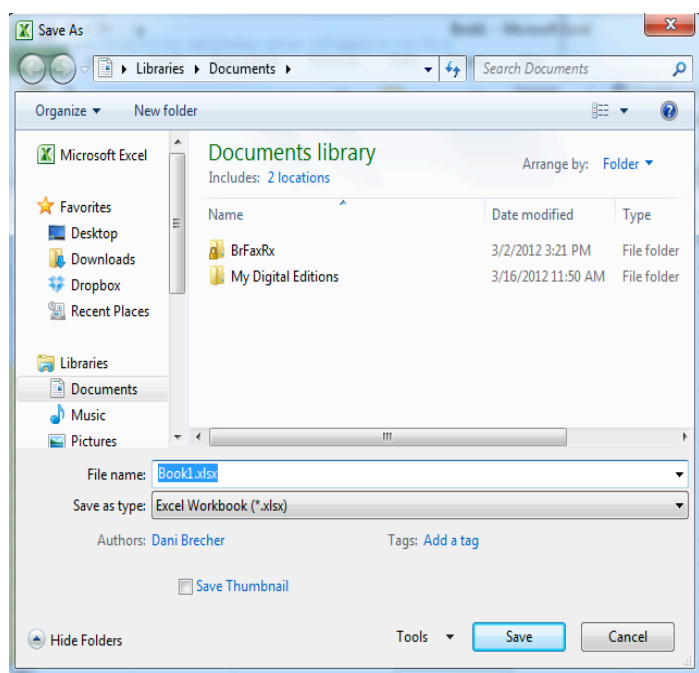 Save As
Libraries Documents
Search Documents
Organize New folder
Microsoft Excel
Favorites
Desktop
Downloads
Dropbox
Recent Places
Libraries
Documents
Music
Pictures
Documents library
Includes: 2 locations
Arrange by: Folder
Name Date modified Type
BrFaxRx 3/2/2012 3:21 PM File folder
My Digital Editions 3/16/2012 11:50 AM File folder
File name: Book1.xlsx
Save as type: Excel Workbook (*.xlsx)
Authors: Dani Brecher Tags: Add a tag
Save Thumbnail
Hide Folders Tools Save Cancel